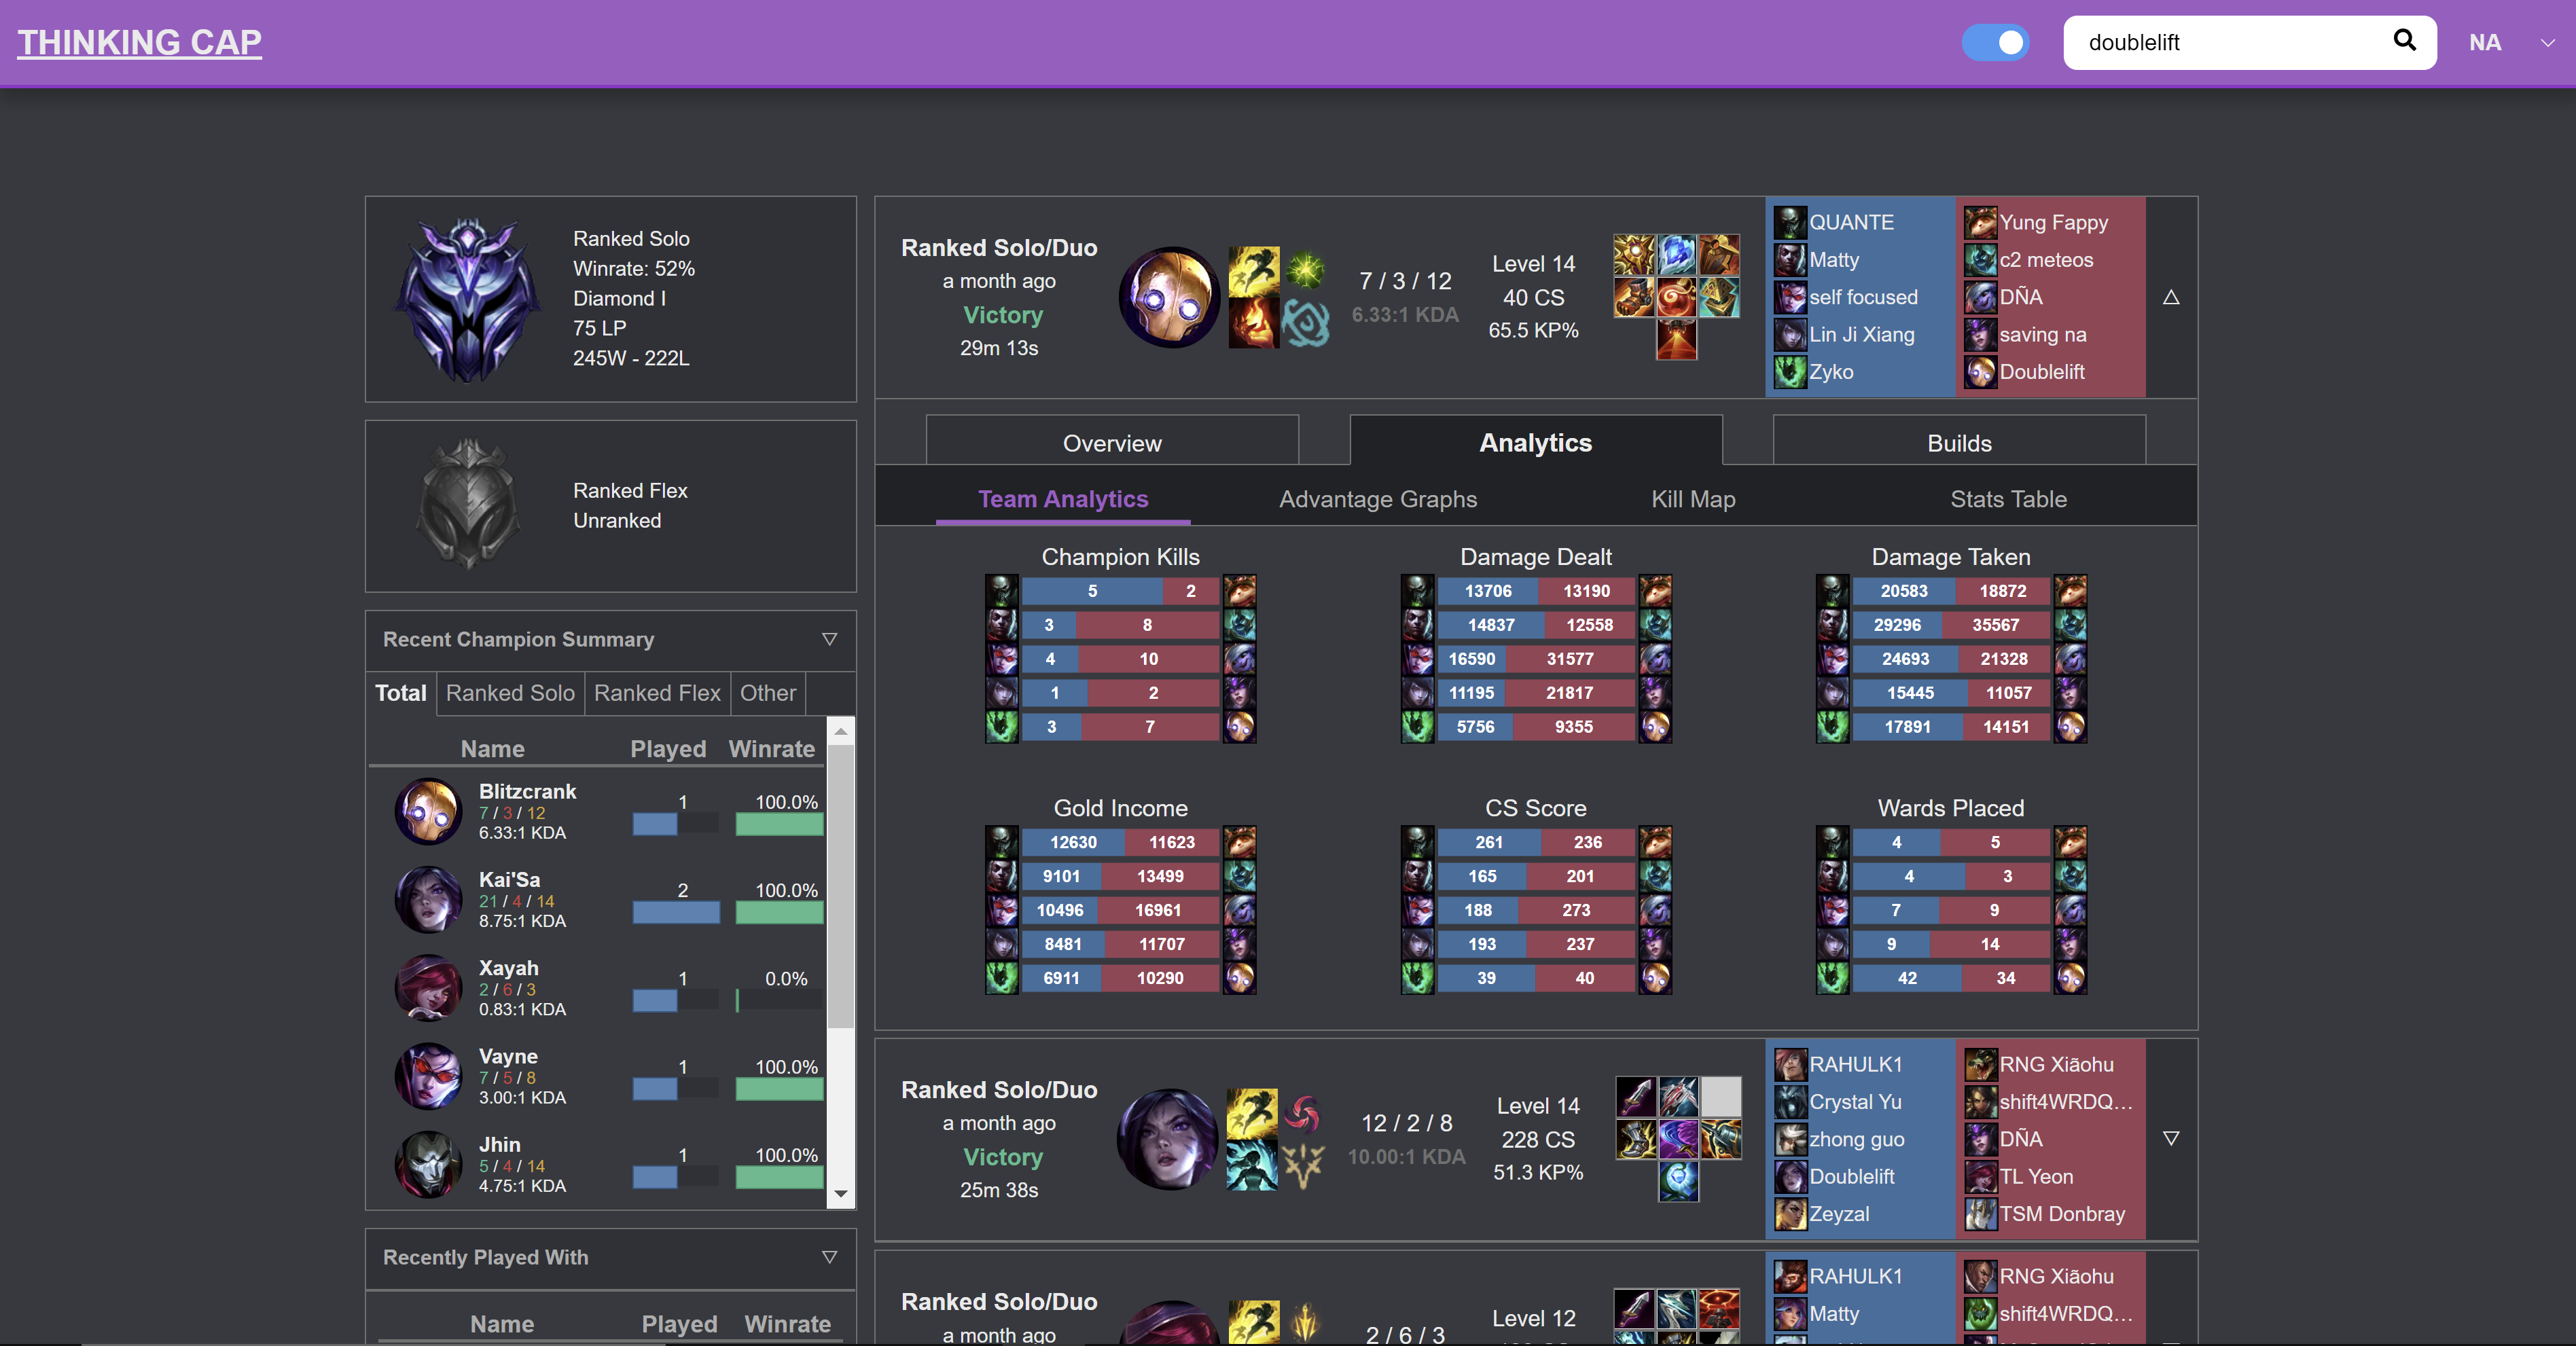 THINKING CAP
doublelift
NA
Ranked Solo
Winrate: 52%
Diamond I
75 LP
245W - 222L
Ranked Flex
Unranked
Recent Champion Summary
Total
Ranked Solo
Ranked Flex
Other
Name
Played
Winrate
Blitzcrank
7 / 3 / 12
6.33:1 KDA
1
100.0%
Kai'Sa
21 / 4 / 14
8.75:1 KDA
2
100.0%
Xayah
2 / 6 / 3
0.83:1 KDA
1
0.0%
Vayne
7 / 5 / 8
3.00:1 KDA
1
100.0%
Jhin
5 / 4 / 14
4.75:1 KDA
1
100.0%
Recently Played With
Name
Played
Winrate
Ranked Solo/Duo
a month ago
Victory
29m 13s
7 / 3 / 12
6.33:1 KDA
Level 14
40 CS
65.5 KP%
QUANTE
Matty
self focused
Lin Ji Xiang
Zyko
Yung Fappy
c2 meteos
DÑA
saving na
Doublelift
Overview
Analytics
Builds
Team Analytics
Advantage Graphs
Kill Map
Stats Table
Champion Kills
5 2
3 8
4 10
1 2
3 7
Damage Dealt
13706 13190
14837 12558
16590 31577
11195 21817
5756 9355
Damage Taken
20583 18872
29296 35567
24693 21328
15445 11057
17891 14151
Gold Income
12630 11623
9101 13499
10496 16961
8481 11707
6911 10290
CS Score
261 236
165 201
188 273
193 237
39 40
Wards Placed
4 5
4 3
7 9
9 14
42 34
Ranked Solo/Duo
a month ago
Victory
25m 38s
12 / 2 / 8
10.00:1 KDA
Level 14
228 CS
51.3 KP%
RAHULK1
Crystal Yu
zhong guo
Doublelift
Zeyzal
RNG Xiãohu
shift4WRDQ...
DÑA
TL Yeon
TSM Donbray
Ranked Solo/Duo
a month ago
2 / 6 / 3
Level 12
RAHULK1
Matty
RNG Xiãohu
shift4WRDQ...